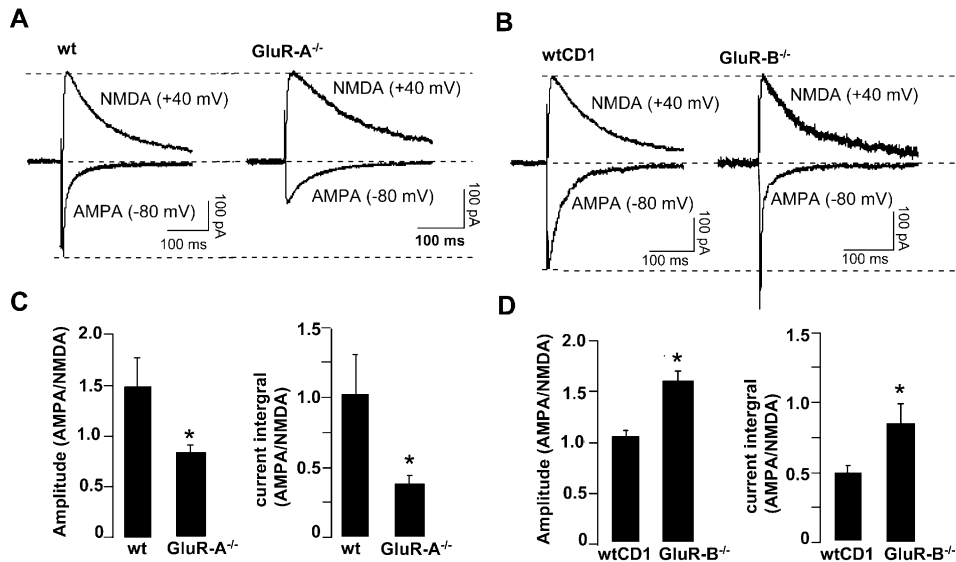 A
B
wt
GluR-A-/-
wtCD1
GluR-B-/-
NMDA (+40 mV)
NMDA (+40 mV)
NMDA (+40 mV)
NMDA (+40 mV)
AMPA (-80 mV)
AMPA (-80 mV)
AMPA (-80 mV)
AMPA (-80 mV)
100 pA
100 ms
100 pA
100 ms
100 pA
100 ms
100 pA
100 ms
C
Amplitude (AMPA/NMDA)
2.0
1.5
1.0
0.5
0
*
wt
GluR-A-/-
current intergral
(AMPA/NMDA)
1.5
1.0
0.5
0
*
wt
GluR-A-/-
D
Amplitude (AMPA/NMDA)
2.0
1.5
1.0
0.5
0
*
wtCD1
GluR-B-/-
current intergral
(AMPA/NMDA)
1.5
1.0
0.5
0
*
wtCD1
GluR-B-/-